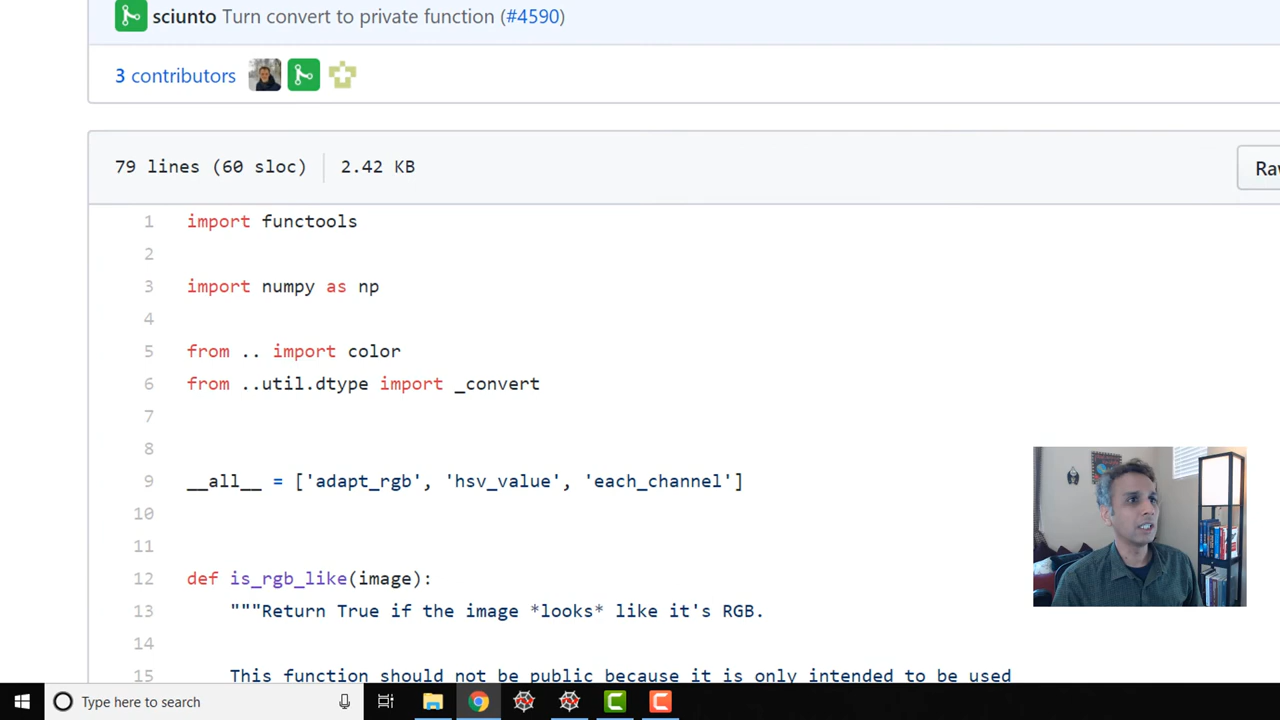 sciunto Turn convert to private function (#4590)
3 contributors
79 lines (60 sloc) 2.42 KB
Raw
1 import functools
2
3 import numpy as np
4
5 from .. import color
6 from ..util.dtype import _convert
7
8
9 __all__ = ['adapt_rgb', 'hsv_value', 'each_channel']
10
11
12 def is_rgb_like(image):
13 """Return True if the image *looks* like it's RGB.
14
15 This function should not be public because it is only intended to be used
Type here to search